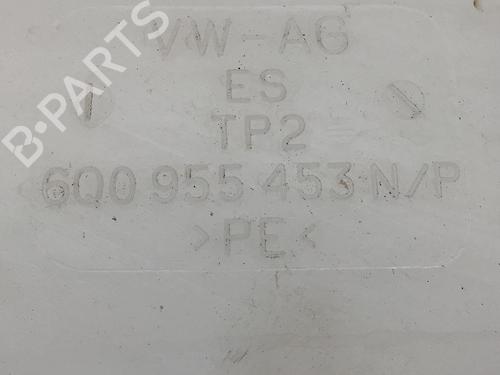 B-PARTS
VW-AG
ES
TP2
6Q0 955 453 N/P
>PE<